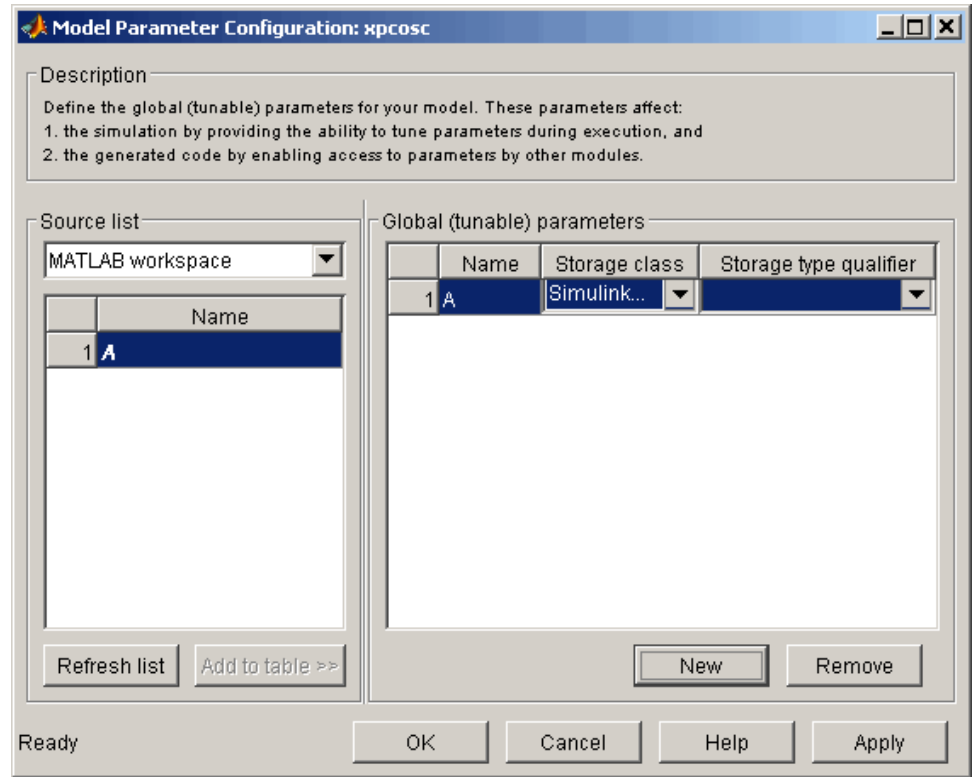 Model Parameter Configuration: xpcosc
Description
Define the global (tunable) parameters for your model. These parameters affect:
1. the simulation by providing the ability to tune parameters during execution, and
2. the generated code by enabling access to parameters by other modules.
Source list
MATLAB workspace
Name
1 A
Refresh list
Add to table >>
Global (tunable) parameters
Name Storage class Storage type qualifier
1 A Simulink...
New
Remove
Ready
OK
Cancel
Help
Apply